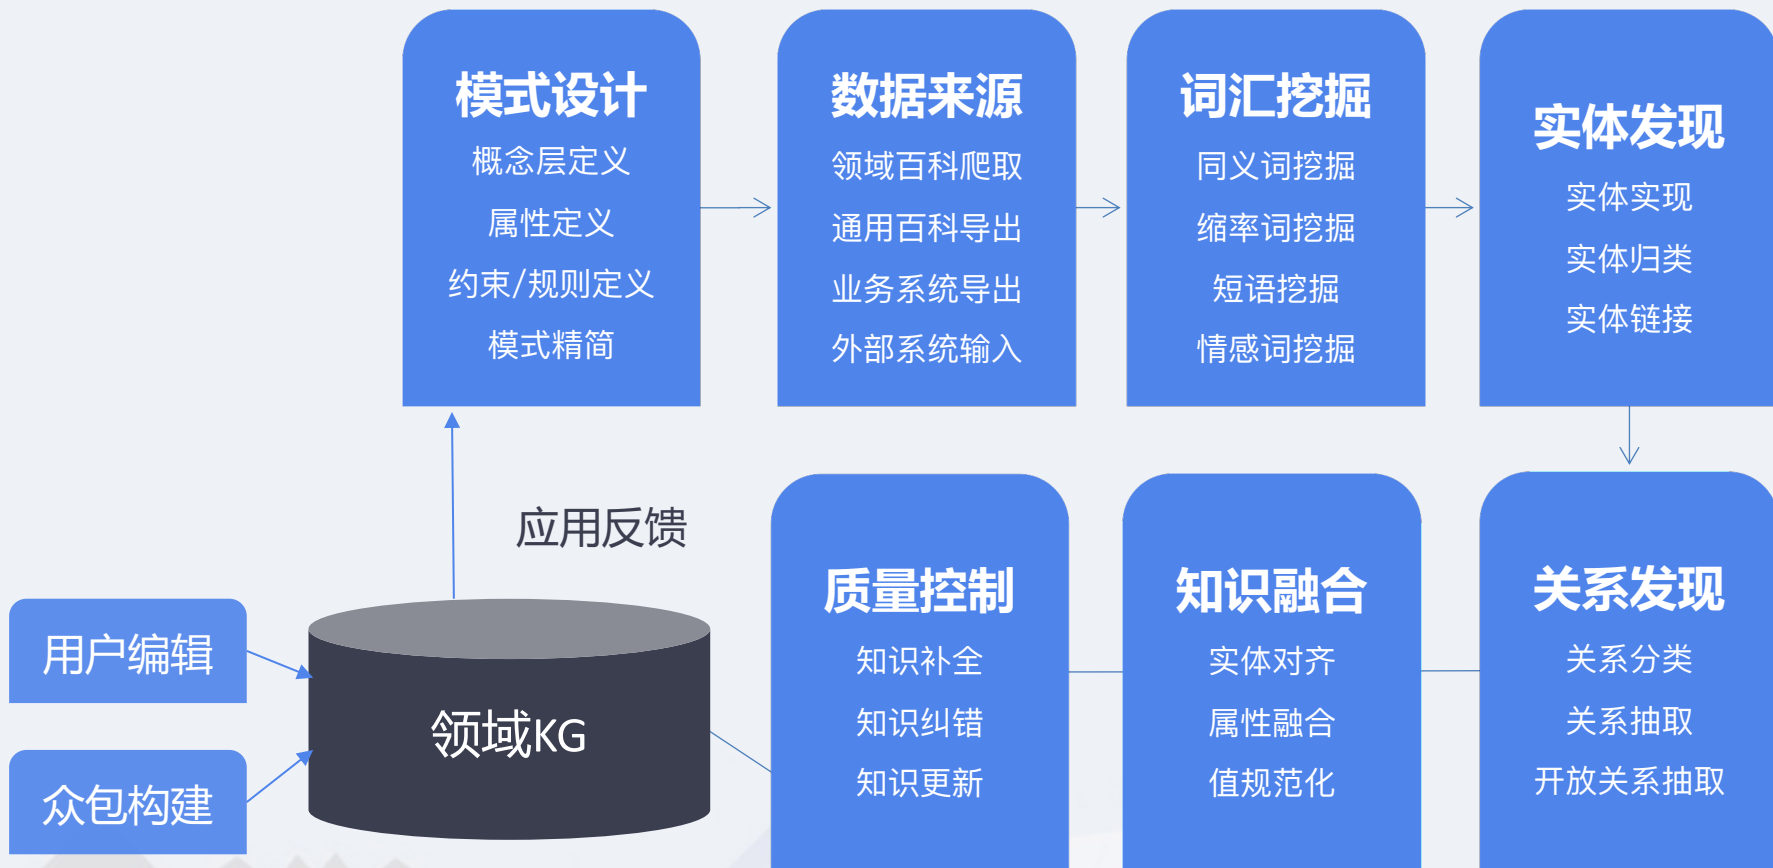 模式设计
概念层定义
属性定义
约束/规则定义
模式精简
数据来源
领域百科爬取
通用百科导出
业务系统导出
外部系统输入
词汇挖掘
同义词挖掘
缩率词挖掘
短语挖掘
情感词挖掘
实体发现
实体实现
实体归类
实体链接
应用反馈
用户编辑
众包构建
领域KG
质量控制
知识补全
知识纠错
知识更新
知识融合
实体对齐
属性融合
值规范化
关系发现
关系分类
关系抽取
开放关系抽取